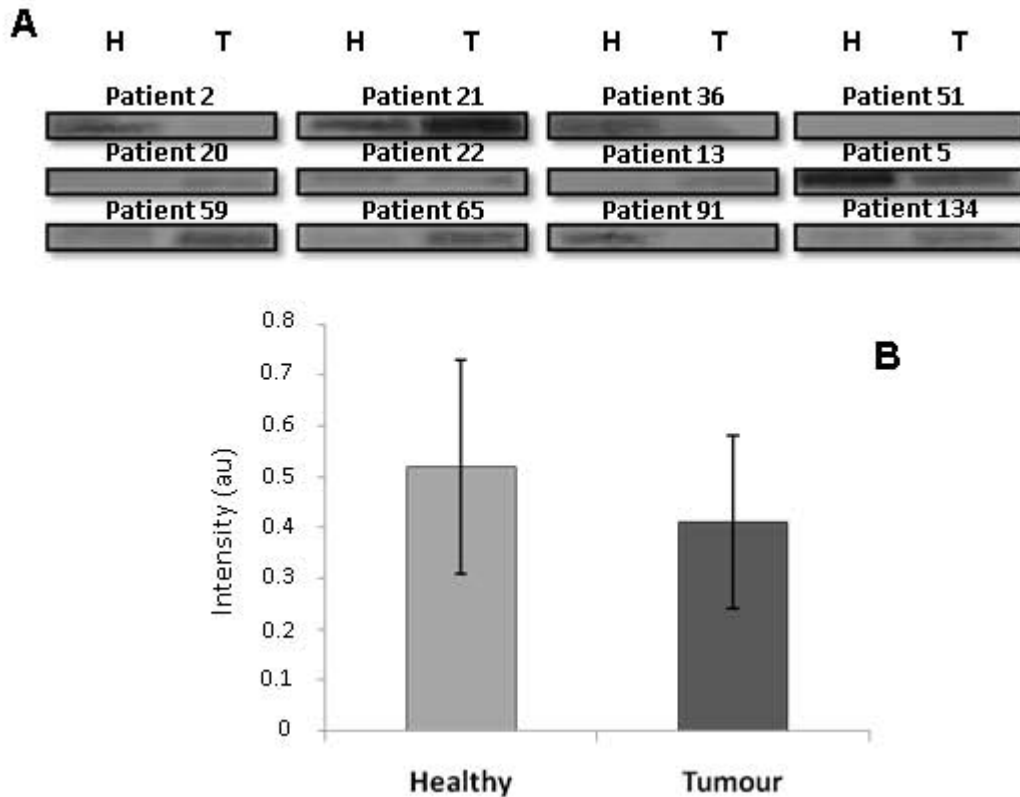 A
H T H T H T H T
Patient 2 Patient 21 Patient 36 Patient 51
Patient 20 Patient 22 Patient 13 Patient 5
Patient 59 Patient 65 Patient 91 Patient 134
B
0.8
0.7
0.6
0.5
0.4
0.3
0.2
0.1
0
Intensity (au)
Healthy Tumour